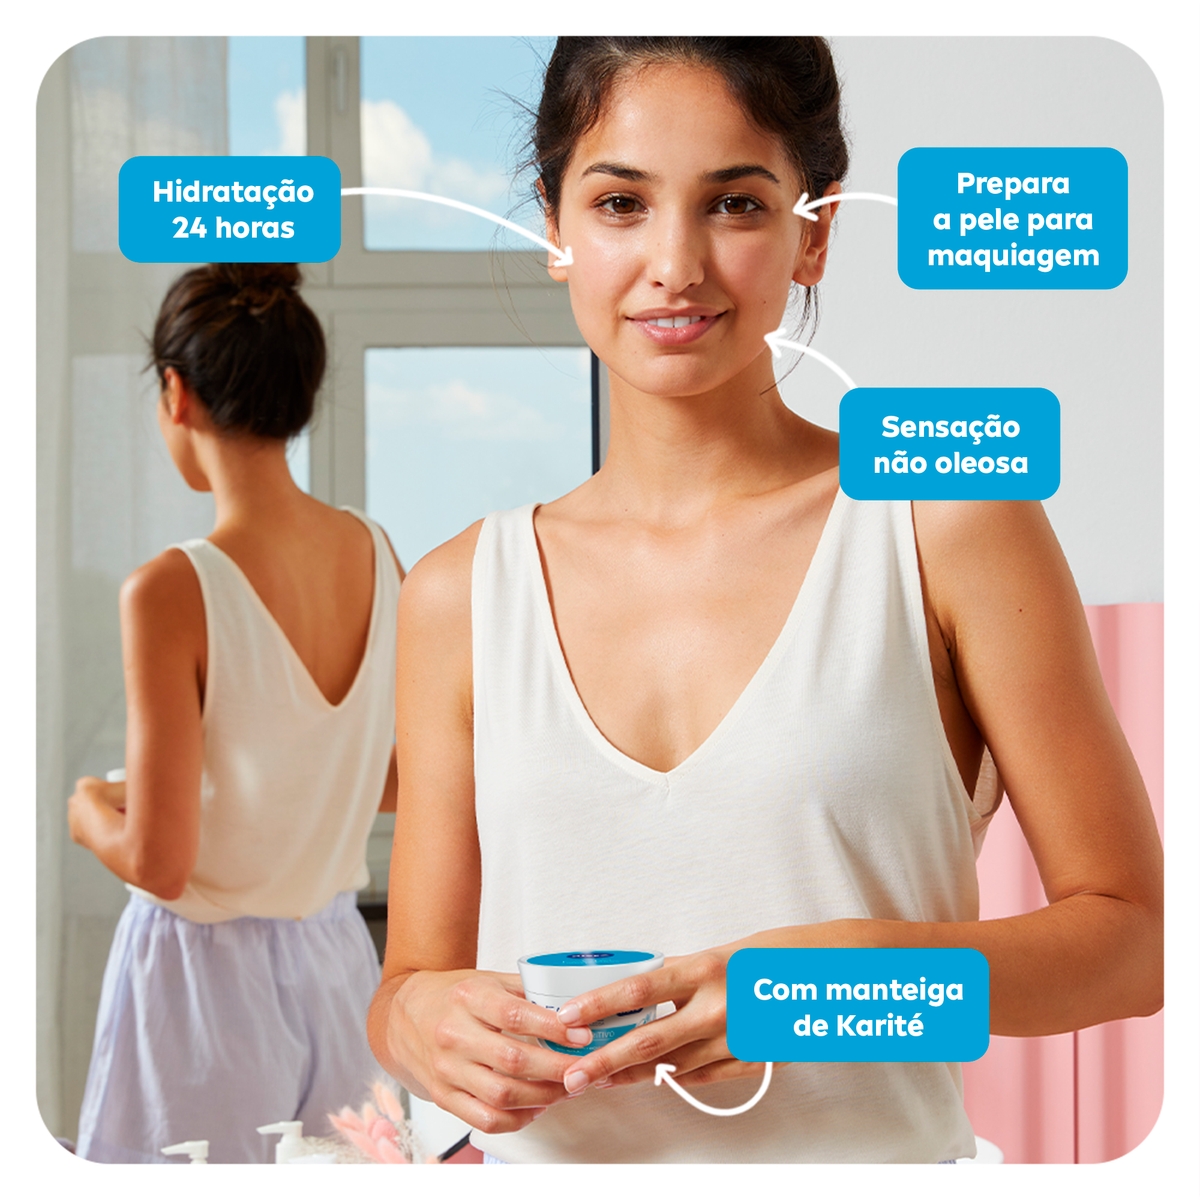 Hidratação
24 horas
Prepara
a pele para
maquiagem
Sensação
não oleosa
Com manteiga
de Karité